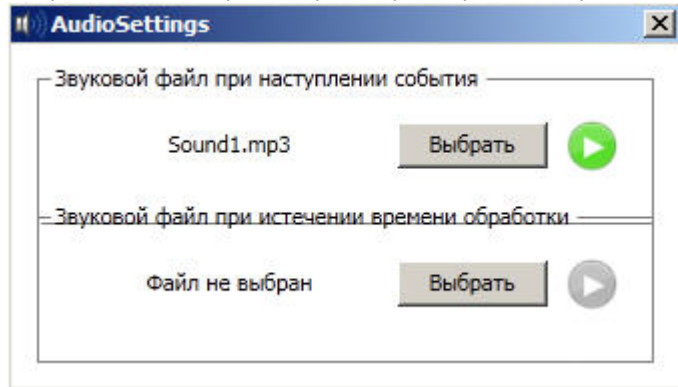 AudioSettings
Звуковой файл при наступлении события
Sound1.mp3 Выбрать
Звуковой файл при истечении времени обработки
Файл не выбран Выбрать